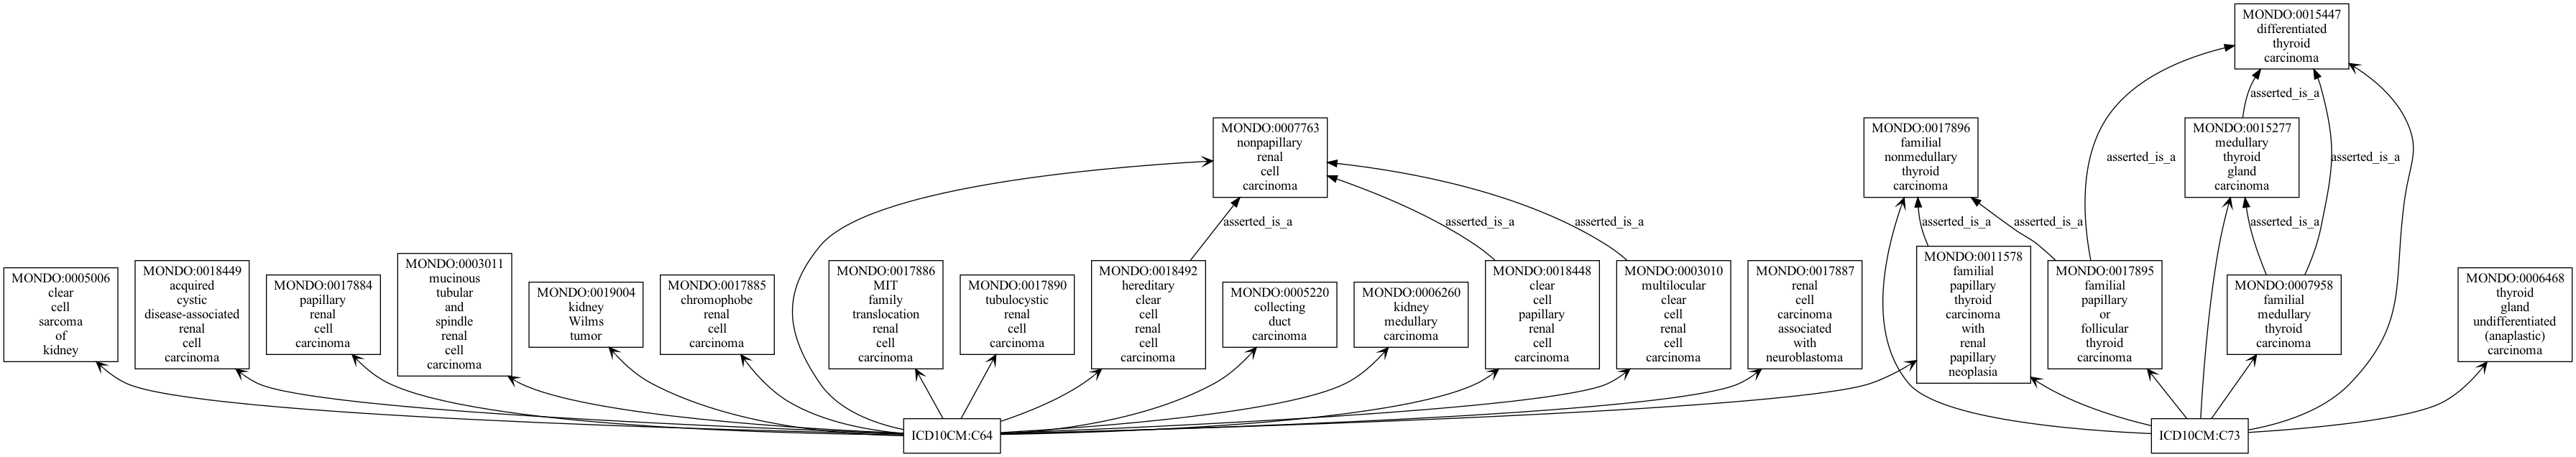 MONDO:0015447
differentiated
thyroid
carcinoma
asserted_is_a
MONDO:0007763
nonpapillary
renal
cell
carcinoma
MONDO:0017896
familial
nonmedullary
thyroid
carcinoma
asserted_is_a
MONDO:0015277
medullary
thyroid
gland
carcinoma
asserted_is_a
asserted_is_a
asserted_is_a
asserted_is_a
asserted_is_a
asserted_is_a
asserted_is_a
MONDO:0005006
clear
cell
sarcoma
of
kidney
MONDO:0018449
acquired
cystic
disease-associated
renal
cell
carcinoma
MONDO:0017884
papillary
renal
cell
carcinoma
MONDO:0003011
mucinous
tubular
and
spindle
renal
cell
carcinoma
MONDO:0019004
kidney
Wilms
tumor
MONDO:0017885
chromophobe
renal
cell
carcinoma
MONDO:0017886
MIT
family
translocation
renal
cell
carcinoma
MONDO:0017890
tubulocystic
renal
cell
carcinoma
MONDO:0018492
hereditary
clear
cell
renal
cell
carcinoma
MONDO:0005220
collecting
duct
carcinoma
MONDO:0006260
kidney
medullary
carcinoma
MONDO:0018448
clear
cell
papillary
renal
cell
carcinoma
MONDO:0003010
multilocular
clear
cell
renal
cell
carcinoma
MONDO:0017887
renal
cell
carcinoma
associated
with
neuroblastoma
MONDO:0011578
familial
papillary
thyroid
carcinoma
with
renal
papillary
neoplasia
MONDO:0017895
familial
papillary
or
follicular
thyroid
carcinoma
MONDO:0007958
familial
medullary
thyroid
carcinoma
MONDO:0006468
thyroid
gland
undifferentiated
(anaplastic)
carcinoma
ICD10CM:C64
ICD10CM:C73